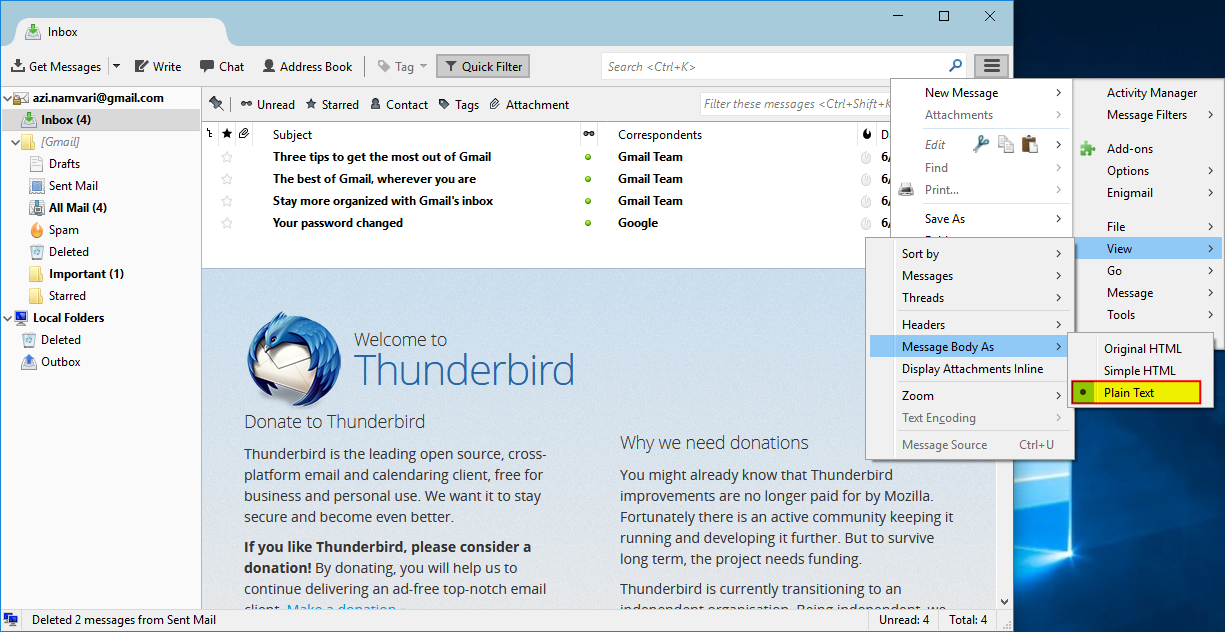 Inbox
Get Messages
Write
Chat
Address Book
Tag
Quick Filter
Search <Ctrl+K>
azi.namvari@gmail.com
Inbox (4)
[Gmail]
Drafts
Sent Mail
All Mail (4)
Spam
Deleted
Important (1)
Starred
Local Folders
Deleted
Outbox
Unread
Starred
Contact
Tags
Attachment
Filter these messages <Ctrl+Shift+K
Subject
Correspondents
D
Three tips to get the most out of Gmail
Gmail Team
6/
The best of Gmail, wherever you are
Gmail Team
6/
Stay more organized with Gmail's inbox
Gmail Team
6/
Your password changed
Google
6/
Welcome to
Thunderbird
Donate to Thunderbird
Thunderbird is the leading open source, cross-
platform email and calendaring client, free for
business and personal use. We want it to stay
secure and become even better.
If you like Thunderbird, please consider a
donation! By donating, you will help us to
continue delivering an ad-free top-notch email
client. Make a donation »
Why we need donations
You might already know that Thunderbird
improvements are no longer paid for by Mozilla.
Fortunately there is an active community keeping it
running and developing it further. But to survive
long term, the project needs funding.
Thunderbird is currently transitioning to an
independent organisation. Being independent, we
New Message
Attachments
Edit
Find
Print...
Save As
Activity Manager
Message Filters
Add-ons
Options
Enigmail
File
View
Go
Message
Tools
Sort by
Messages
Threads
Headers
Message Body As
Display Attachments Inline
Zoom
Text Encoding
Message Source Ctrl+U
Original HTML
Simple HTML
Plain Text
Deleted 2 messages from Sent Mail
Unread: 4
Total: 4